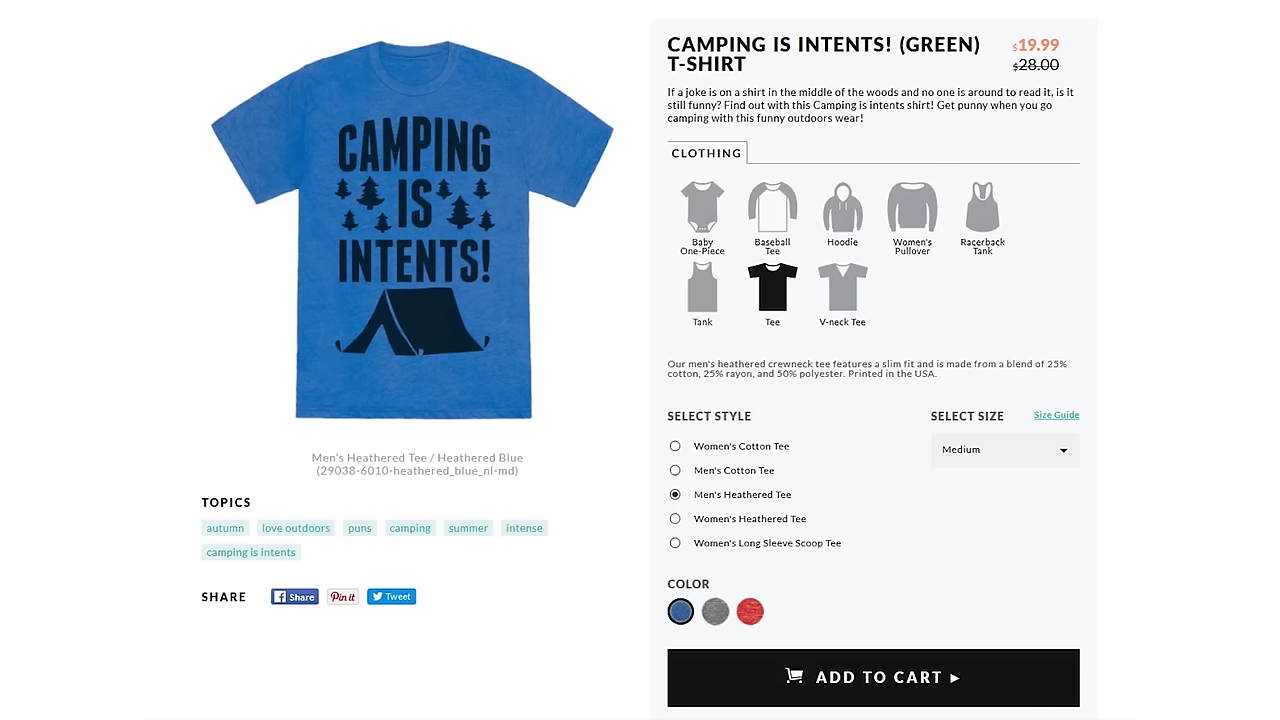 CAMPING
IS
INTENTS!
Men's Heathered Tee / Heathered Blue
(29038-6010-heathered_blue_nl-md)
TOPICS
autumn love outdoors puns camping summer intense
camping is intents
SHARE Share Pin it Tweet
CAMPING IS INTENTS! (GREEN) $19.99
T-SHIRT $28.00
If a joke is on a shirt in the middle of the woods and no one is around to read it, is it
still funny? Find out with this Camping is intents shirt! Get punny when you go
camping with this funny outdoors wear!
CLOTHING
Baby One-Piece
Baseball Tee
Hoodie
Women's Pullover
Racerback Tank
Tank Tee V-neck Tee
Our men's heathered crewneck tee features a slim fit and is made from a blend of 25%
cotton, 25% rayon, and 50% polyester. Printed in the USA.
SELECT STYLE
Women's Cotton Tee
Men's Cotton Tee
Men's Heathered Tee
Women's Heathered Tee
Women's Long Sleeve Scoop Tee
SELECT SIZE Size Guide
Medium
COLOR
ADD TO CART ▸